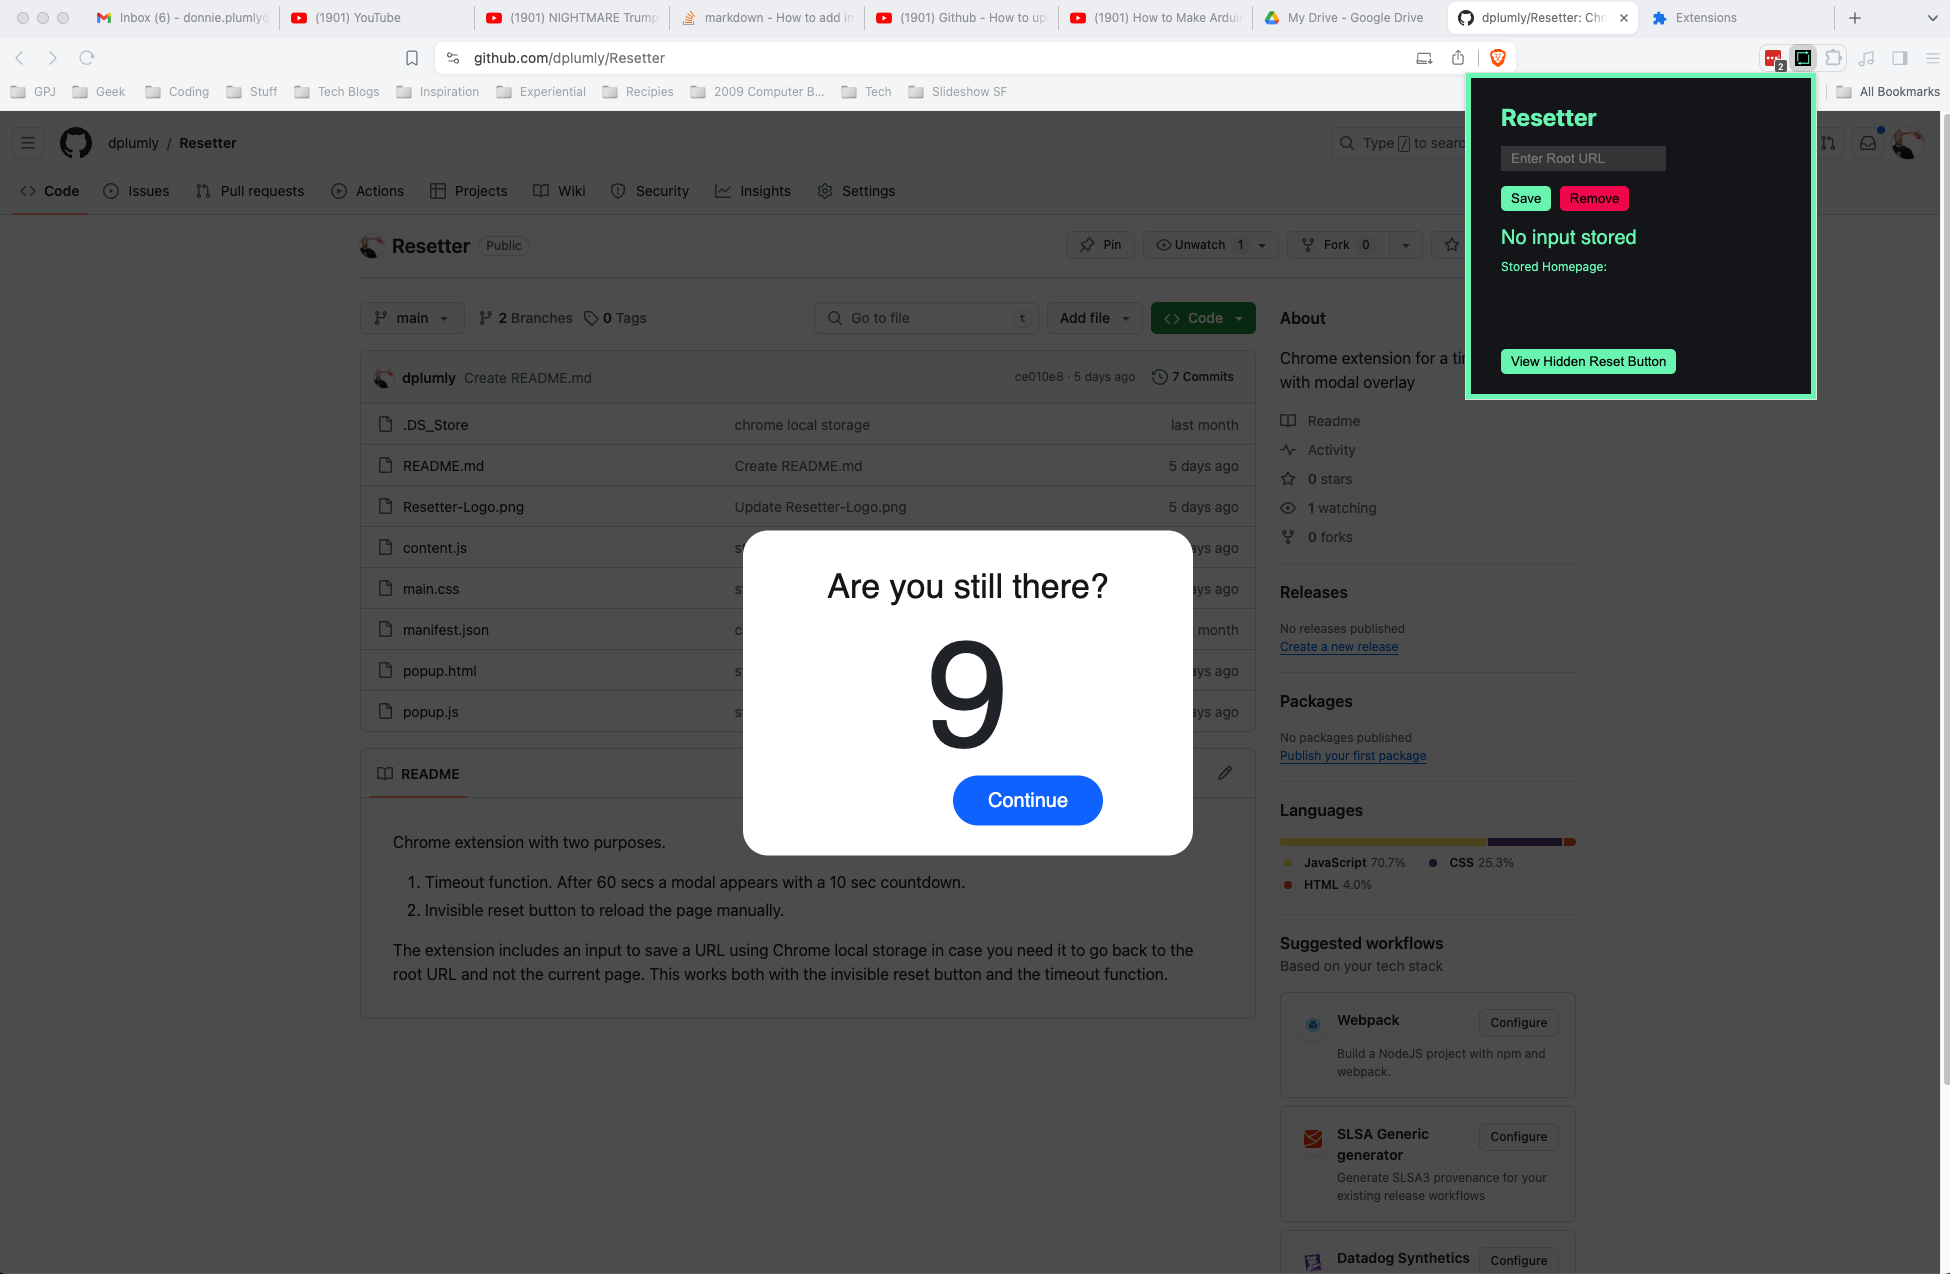 Inbox (6) - donnie.plumly@
(1901) YouTube
(1901) NIGHTMARE Trump
markdown - How to add in
(1901) Github - How to up
(1901) How to Make Ardui
My Drive - Google Drive
dplumly/Resetter: Chr
Extensions
github.com/dplumly/Resetter
2
GPJ
Geek
Coding
Stuff
Tech Blogs
Inspiration
Experiential
Recipies
2009 Computer B...
Tech
Slideshow SF
All Bookmarks
dplumly / Resetter
Type / to searc
Code
Issues
Pull requests
Actions
Projects
Wiki
Security
Insights
Settings
Resetter
Enter Root URL
Save
Remove
No input stored
Stored Homepage:
View Hidden Reset Button
Resetter Public
Pin
Unwatch 1
Fork 0
main
2 Branches
0 Tags
Go to file t
Add file
Code
dplumly Create README.md
ce010e8 · 5 days ago
7 Commits
.DS_Store chrome local storage last month
README.md Create README.md 5 days ago
Resetter-Logo.png Update Resetter-Logo.png 5 days ago
content.js s ays ago
main.css s ays ago
manifest.json c month
popup.html s ays ago
popup.js s ays ago
Are you still there?
9
Continue
README
Chrome extension with two purposes.
1. Timeout function. After 60 secs a modal appears with a 10 sec countdown.
2. Invisible reset button to reload the page manually.
The extension includes an input to save a URL using Chrome local storage in case you need it to go back to the
root URL and not the current page. This works both with the invisible reset button and the timeout function.
About
Chrome extension for a ti
with modal overlay
Readme
Activity
0 stars
1 watching
0 forks
Releases
No releases published
Create a new release
Packages
No packages published
Publish your first package
Languages
JavaScript 70.7%
CSS 25.3%
HTML 4.0%
Suggested workflows
Based on your tech stack
Webpack
Configure
Build a NodeJS project with npm and
webpack.
SLSA Generic
generator
Configure
Generate SLSA3 provenance for your
existing release workflows
Datadog Synthetics
Configure